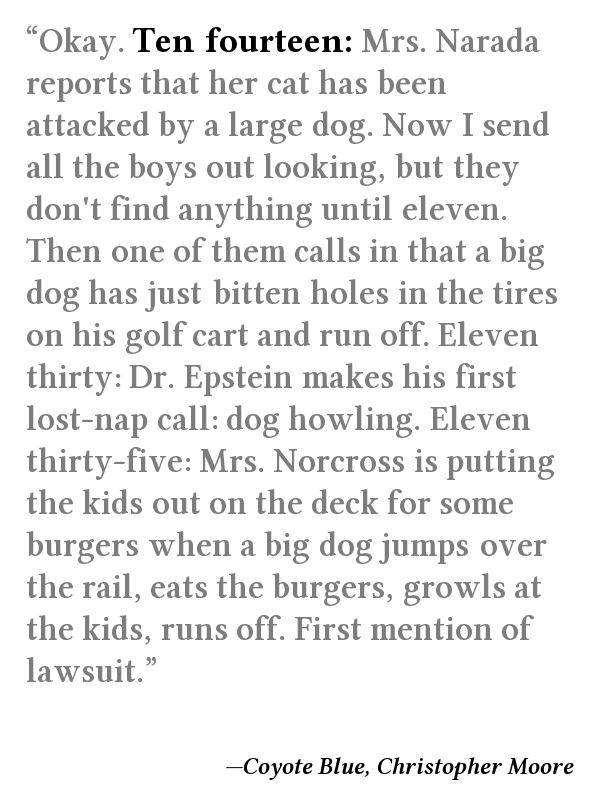 “Okay. Ten fourteen: Mrs. Narada
reports that her cat has been
attacked by a large dog. Now I send
all the boys out looking, but they
don't find anything until eleven.
Then one of them calls in that a big
dog has just bitten holes in the tires
on his golf cart and run off. Eleven
thirty: Dr. Epstein makes his first
lost-nap call: dog howling. Eleven
thirty-five: Mrs. Norcross is putting
the kids out on the deck for some
burgers when a big dog jumps over
the rail, eats the burgers, growls at
the kids, runs off. First mention of
lawsuit.”
—Coyote Blue, Christopher Moore